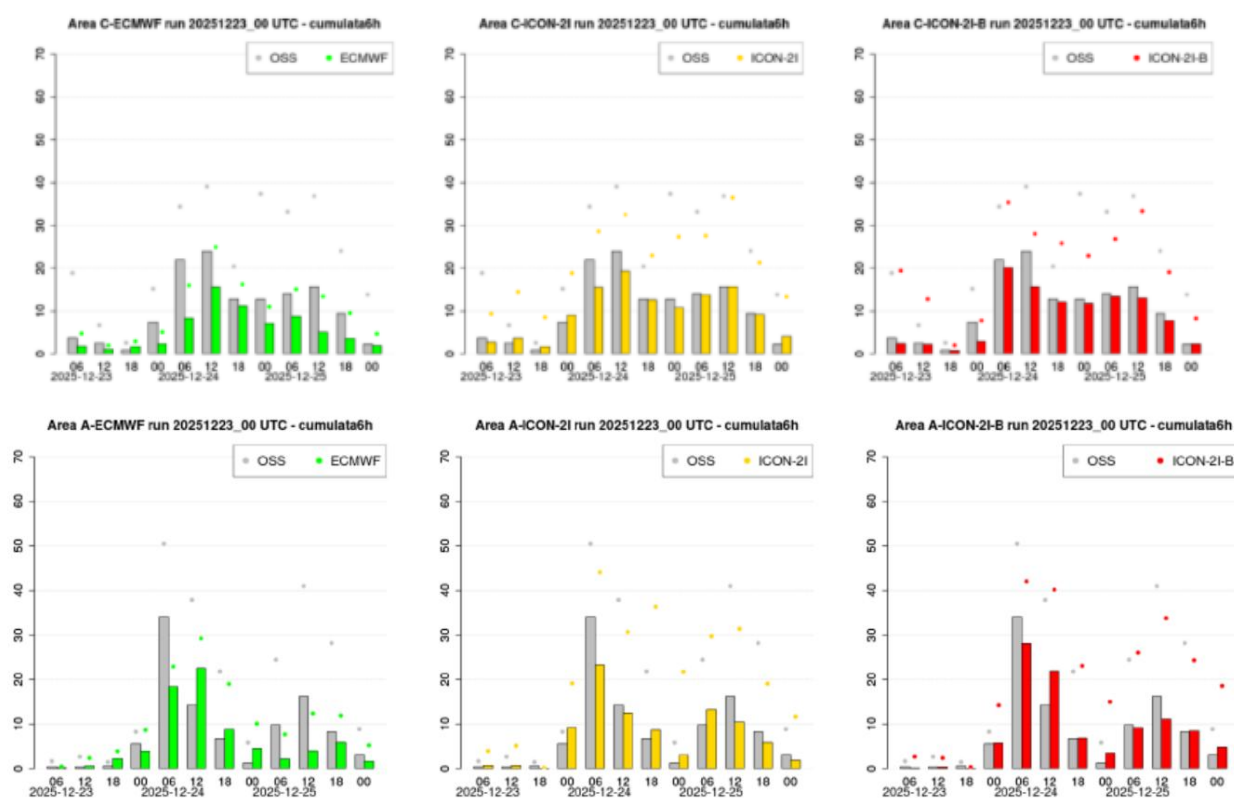 Area C-ECMWF run 20251223_00 UTC - cumulata6h
OSS ECMWF
70
60
50
40
30
20
10
0
06 12 18 00 06 12 18 00 06 12 18 00
2025-12-23 2025-12-24 2025-12-25
Area C-ICON-2I run 20251223_00 UTC - cumulata6h
OSS ICON-2I
70
60
50
40
30
20
10
0
06 12 18 00 06 12 18 00 06 12 18 00
2025-12-23 2025-12-24 2025-12-25
Area C-ICON-2I-B run 20251223_00 UTC - cumulata6h
OSS ICON-2I-B
70
60
50
40
30
20
10
0
06 12 18 00 06 12 18 00 06 12 18 00
2025-12-23 2025-12-24 2025-12-25
Area A-ECMWF run 20251223_00 UTC - cumulata6h
OSS ECMWF
70
60
50
40
30
20
10
0
06 12 18 00 06 12 18 00 06 12 18 00
2025-12-23 2025-12-24 2025-12-25
Area A-ICON-2I run 20251223_00 UTC - cumulata6h
OSS ICON-2I
70
60
50
40
30
20
10
0
06 12 18 00 06 12 18 00 06 12 18 00
2025-12-23 2025-12-24 2025-12-25
Area A-ICON-2I-B run 20251223_00 UTC - cumulata6h
OSS ICON-2I-B
70
60
50
40
30
20
10
0
06 12 18 00 06 12 18 00 06 12 18 00
2025-12-23 2025-12-24 2025-12-25